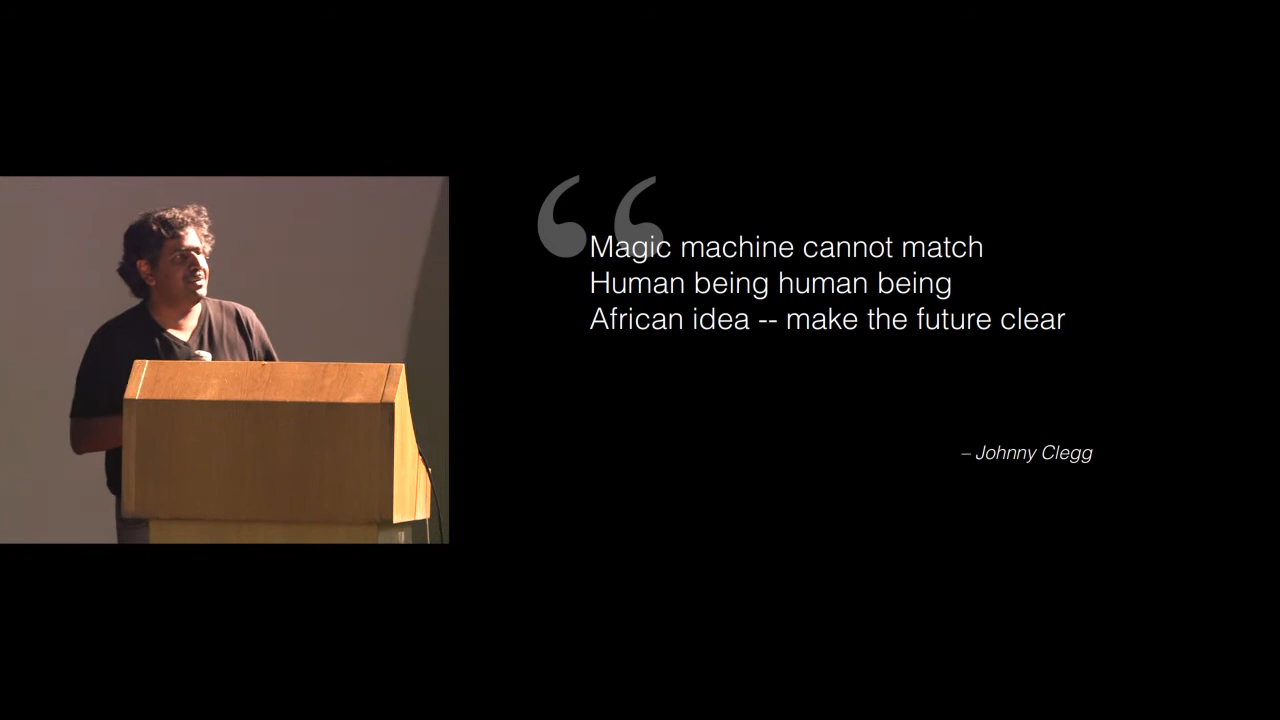 Magic machine cannot match
Human being human being
African idea -- make the future clear
– Johnny Clegg